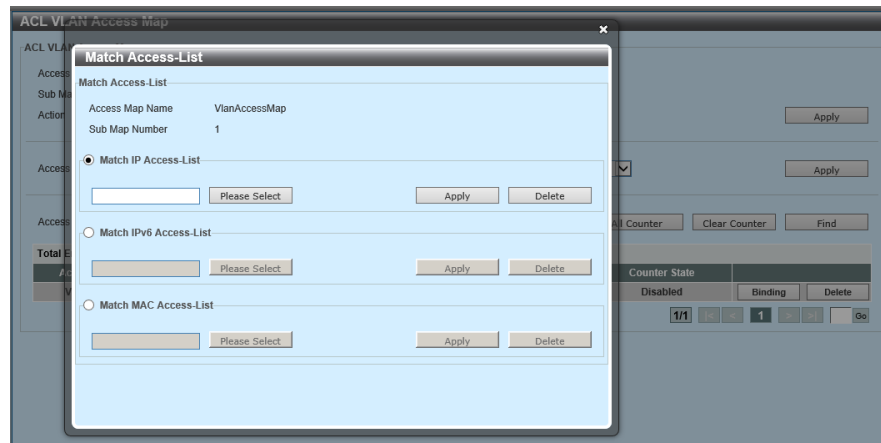 ACL VLAN Access Map
×
ACL VLA
Access
Sub Ma
Action
Apply
Access
Apply
Access
All Counter
Clear Counter
Find
Total E
Ac
Counter State
V
Disabled
Binding
Delete
1/1
|<
<
1
>
>|
Go
Match Access-List
Match Access-List
Access Map Name VlanAccessMap
Sub Map Number 1
Match IP Access-List
Please Select Apply Delete
Match IPv6 Access-List
Please Select Apply Delete
Match MAC Access-List
Please Select Apply Delete